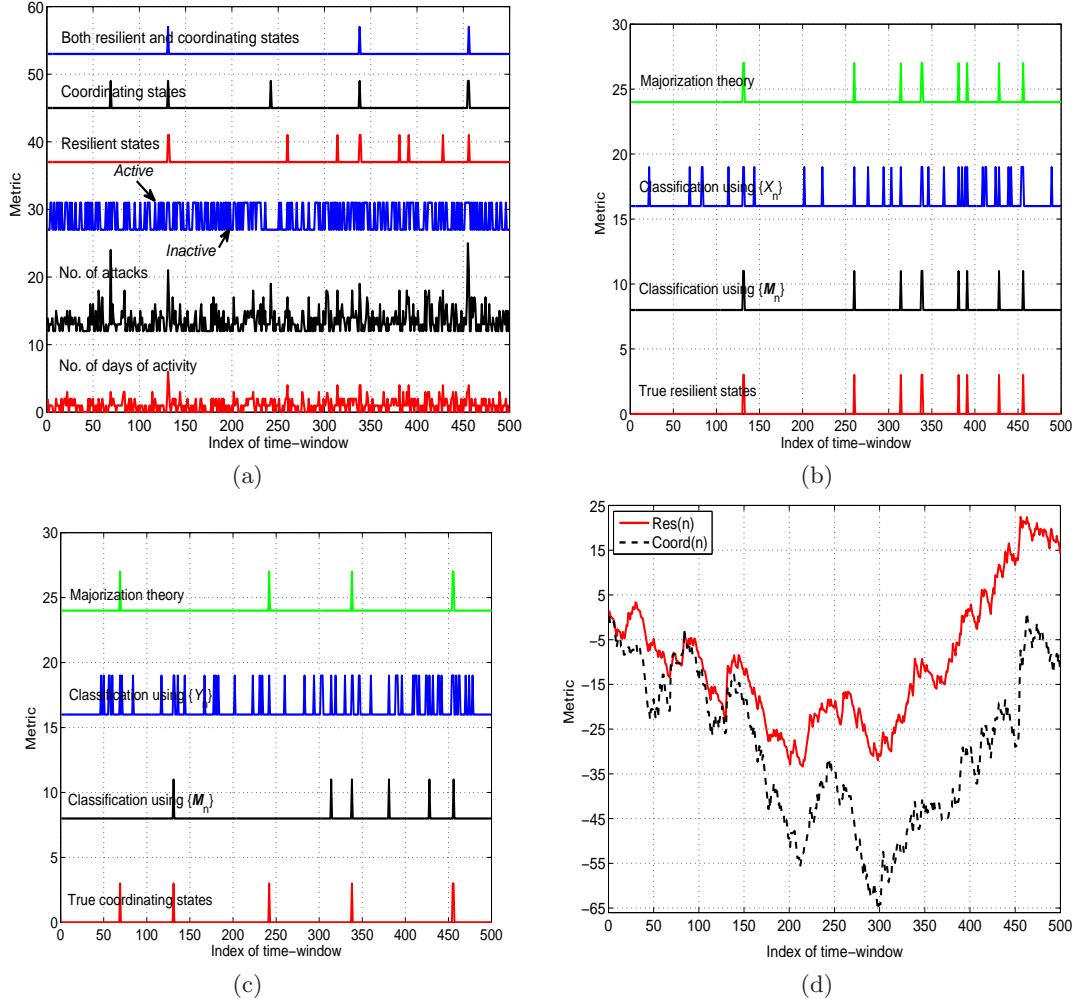 60
50
40
30
20
10
0
Metric
Both resilient and coordinating states
Coordinating states
Resilient states
Active
Inactive
No. of attacks
No. of days of activity
0 50 100 150 200 250 300 350 400 450 500
Index of time−window
(a)
30
25
20
15
10
5
0
Metric
Majorization theory
Classification using {Xn}
Classification using {Mn}
True resilient states
0 50 100 150 200 250 300 350 400 450 500
Index of time−window
(b)
30
25
20
15
10
5
0
Metric
Majorization theory
Classification using {Yn}
Classification using {Mn}
True coordinating states
0 50 100 150 200 250 300 350 400 450 500
Index of time−window
(c)
25
15
5
−5
−15
−25
−35
−45
−55
−65
Metric
Res(n)
Coord(n)
0 50 100 150 200 250 300 350 400 450 500
Index of time−window
(d)